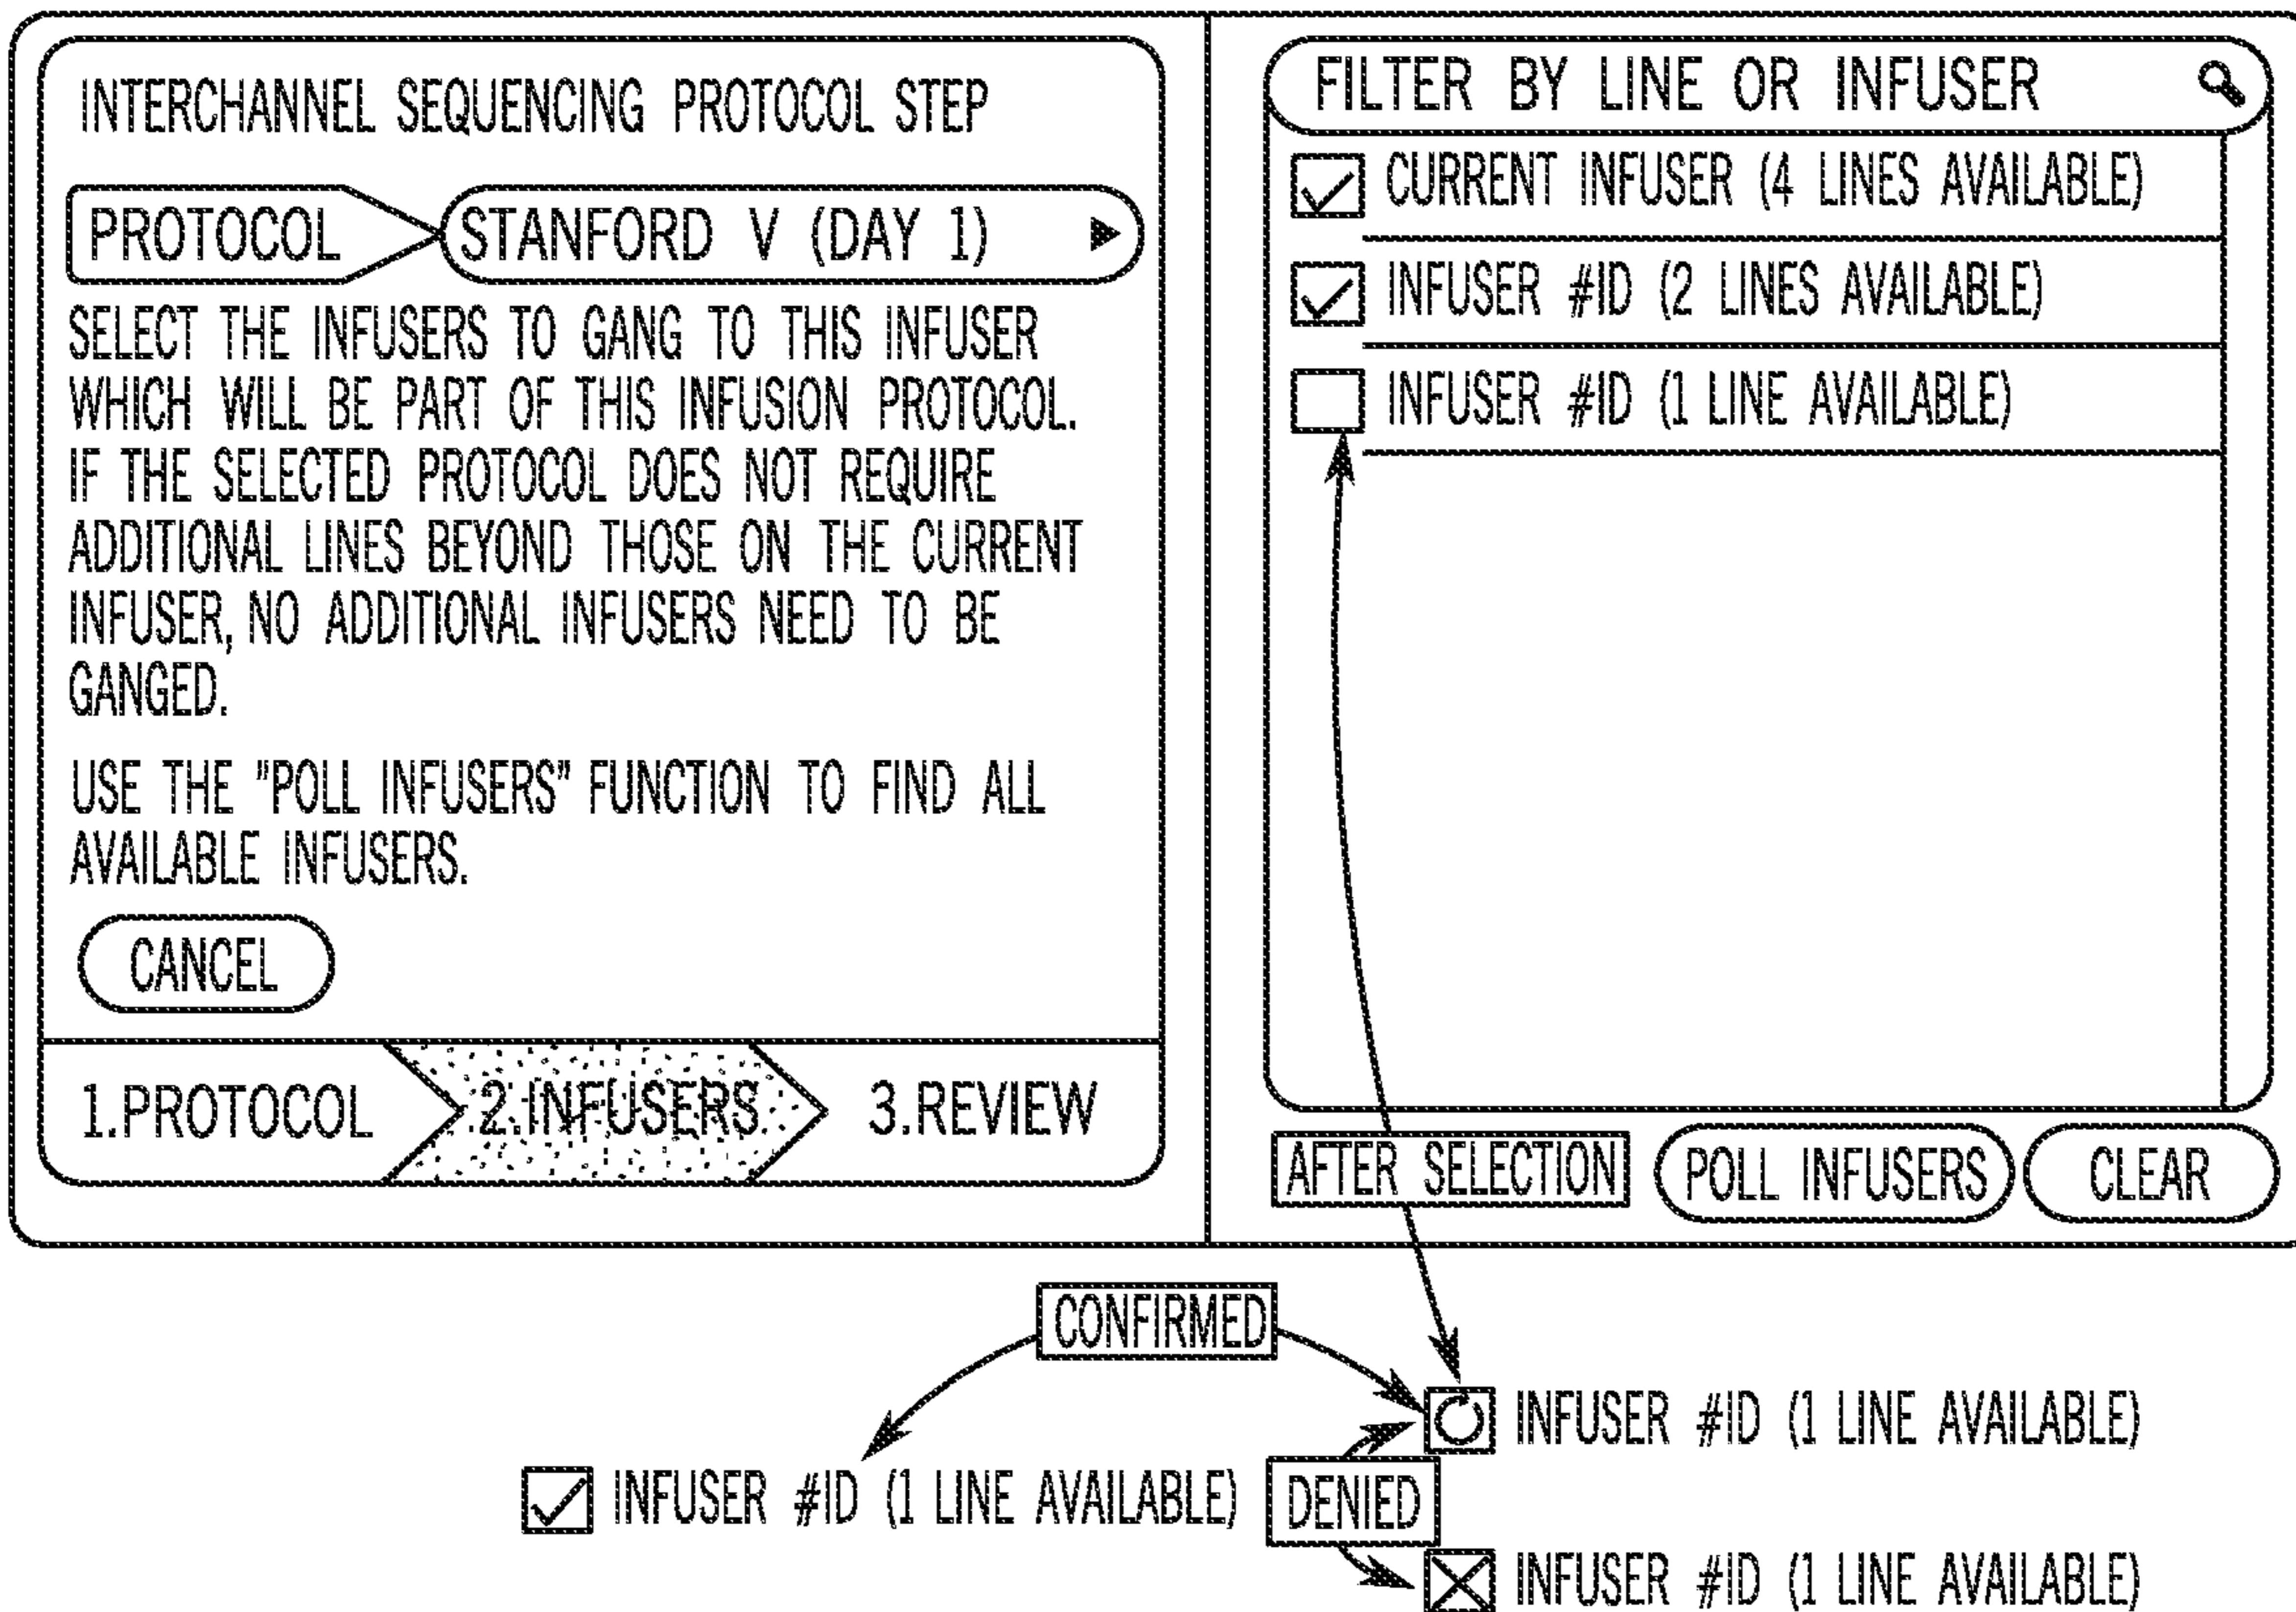 INTERCHANNEL SEQUENCING PROTOCOL STEP
PROTOCOL
STANFORD V (DAY 1)
SELECT THE INFUSERS TO GANG TO THIS INFUSER
WHICH WILL BE PART OF THIS INFUSION PROTOCOL.
IF THE SELECTED PROTOCOL DOES NOT REQUIRE
ADDITIONAL LINES BEYOND THOSE ON THE CURRENT
INFUSER, NO ADDITIONAL INFUSERS NEED TO BE
GANGED.
USE THE "POLL INFUSERS" FUNCTION TO FIND ALL
AVAILABLE INFUSERS.
CANCEL
1.PROTOCOL
2.INFUSERS
3.REVIEW
FILTER BY LINE OR INFUSER
CURRENT INFUSER (4 LINES AVAILABLE)
INFUSER #ID (2 LINES AVAILABLE)
INFUSER #ID (1 LINE AVAILABLE)
AFTER SELECTION
POLL INFUSERS
CLEAR
CONFIRMED
INFUSER #ID (1 LINE AVAILABLE)
INFUSER #ID (1 LINE AVAILABLE)
DENIED
INFUSER #ID (1 LINE AVAILABLE)